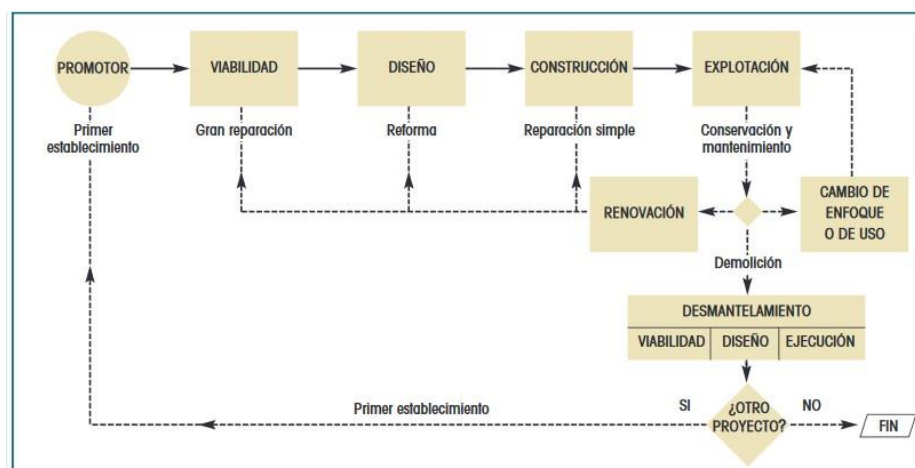 PROMOTOR
VIABILIDAD
DISEÑO
CONSTRUCCIÓN
EXPLOTACIÓN
Primer
establecimiento
Gran reparación
Reforma
Reparación simple
Conservación y
mantenimiento
RENOVACIÓN
CAMBIO DE
ENFOQUE
O DE USO
Demolición
DESMANTELAMIENTO
VIABILIDAD
DISEÑO
EJECUCIÓN
Primer establecimiento
SI
¿OTRO
PROYECTO?
NO
FIN